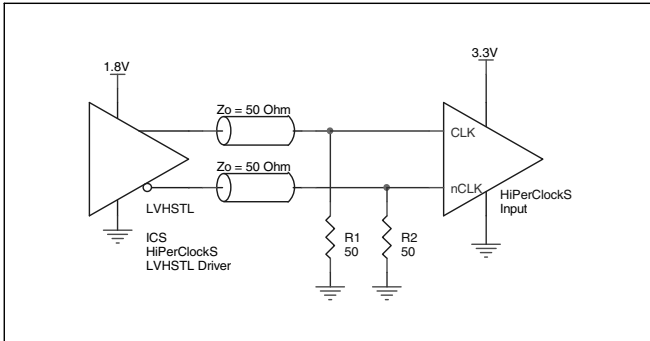 3.3V
1.8V
Zo = 50 Ohm
CLK
Zo = 50 Ohm
nCLK
HiPerClockS
Input
LVHSTL
ICS
HiPerClockS
LVHSTL Driver
R1
50
R2
50